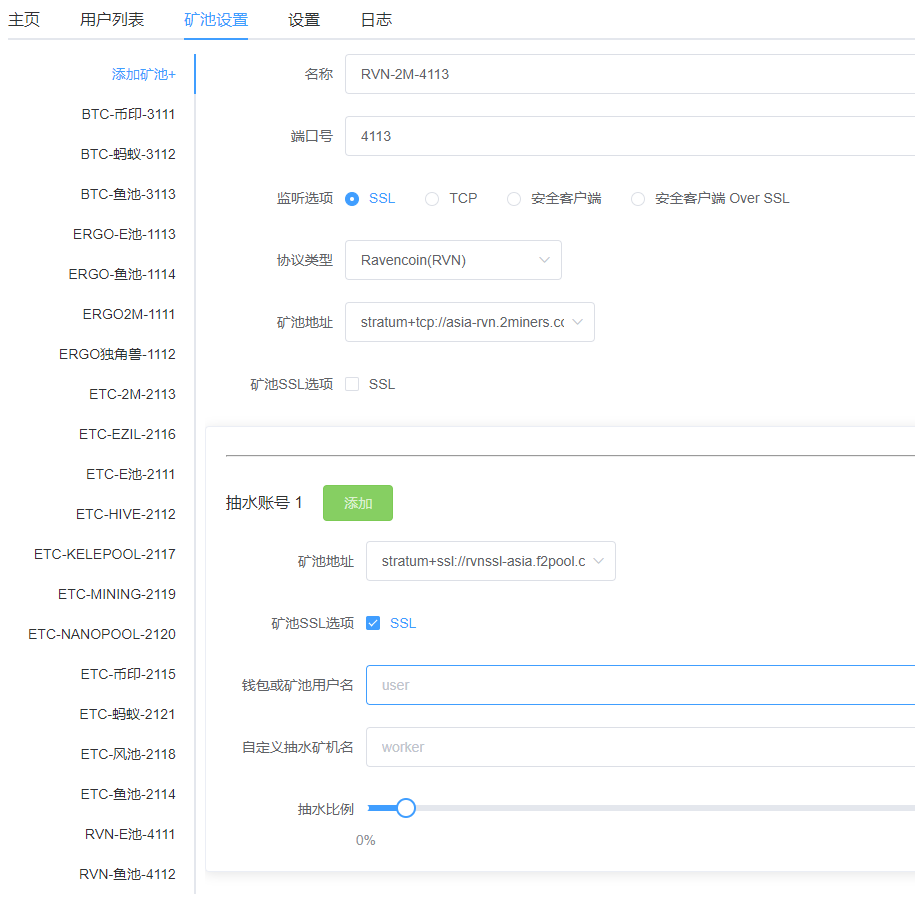 主页 用户列表 矿池设置 设置 日志
添加矿池+
BTC-币印-3111
BTC-蚂蚁-3112
BTC-鱼池-3113
ERGO-E池-1113
ERGO-鱼池-1114
ERGO2M-1111
ERGO独角兽-1112
ETC-2M-2113
ETC-EZIL-2116
ETC-E池-2111
ETC-HIVE-2112
ETC-KELEPOOL-2117
ETC-MINING-2119
ETC-NANOPOOL-2120
ETC-币印-2115
ETC-蚂蚁-2121
ETC-风池-2118
ETC-鱼池-2114
RVN-E池-4111
RVN-鱼池-4112
名称 RVN-2M-4113
端口号 4113
监听选项 SSL TCP 安全客户端 安全客户端 Over SSL
协议类型 Ravencoin(RVN)
矿池地址 stratum+tcp://asia-rvn.2miners.cc
矿池SSL选项 SSL
抽水账号 1 添加
矿池地址 stratum+ssl://rvnssl-asia.f2pool.c
矿池SSL选项 SSL
钱包或矿池用户名 user
自定义抽水矿机名 worker
抽水比例
0%